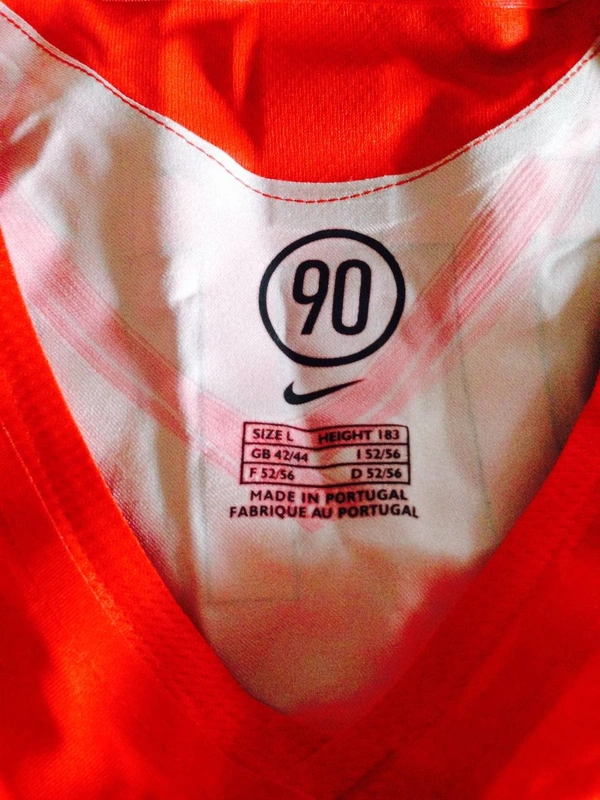 90
SIZE L HEIGHT 183
GB 42/44 I 52/56
F 52/56 D 52/56
MADE IN PORTUGAL
FABRIQUE AU PORTUGAL